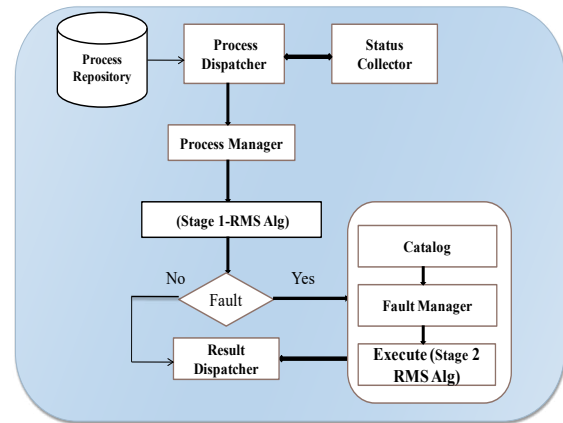 Process
Repository
Process
Dispatcher
Status
Collector
Process Manager
(Stage 1-RMS Alg)
No
Yes
Fault
Catalog
Fault Manager
Execute (Stage 2
RMS Alg)
Result
Dispatcher